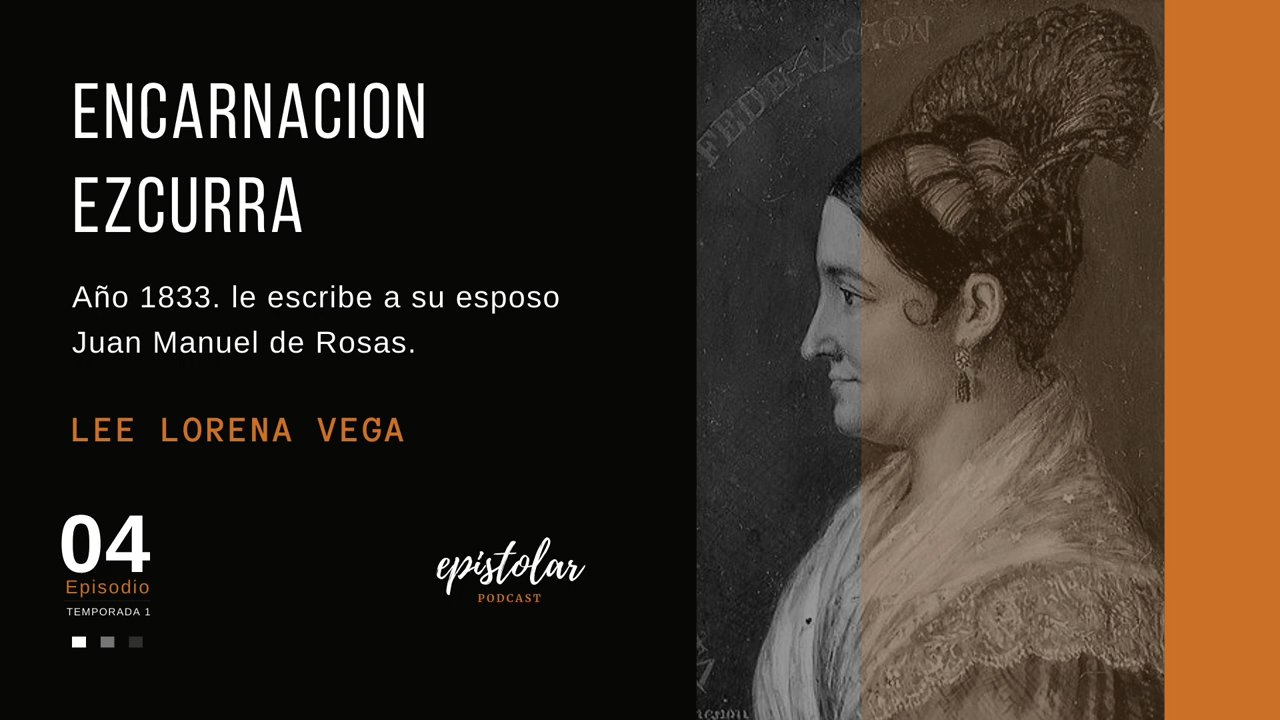 ENCARNACION
EZCURRA
Año 1833. le escribe a su esposo
Juan Manuel de Rosas.
LEE LORENA VEGA
04
Episodio
TEMPORADA 1
epistolar
PODCAST
FEDERACION